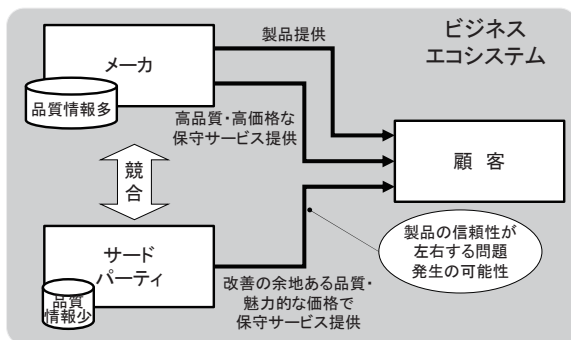 ビジネス
エコシステム
メーカ
品質情報多
製品提供
高品質・高価格な
保守サービス提供
競
合
顧 客
サード
パーティ
品質
情報少
製品の信頼性が
左右する問題
発生の可能性
改善の余地ある品質・
魅力的な価格で
保守サービス提供